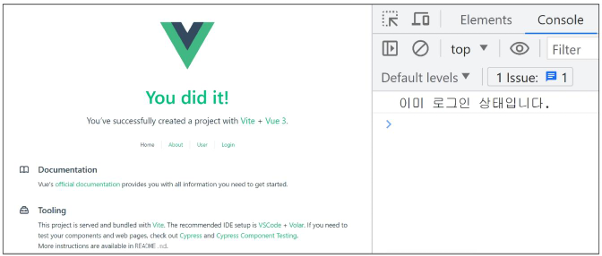 You did it!
You've successfully created a project with Vite + Vue 3.
Home About User Login
Documentation
Vue's official documentation provides you with all information you need to get started.
Tooling
This project is served and bundled with Vite. The recommended IDE setup is VSCode + Volar. If you need to
test your components and web pages, check out Cypress and Cypress Component Testing.
More instructions are available in README.md.
Elements Console
top Filter
Default levels 1 Issue: 1
이미 로그인 상태입니다.